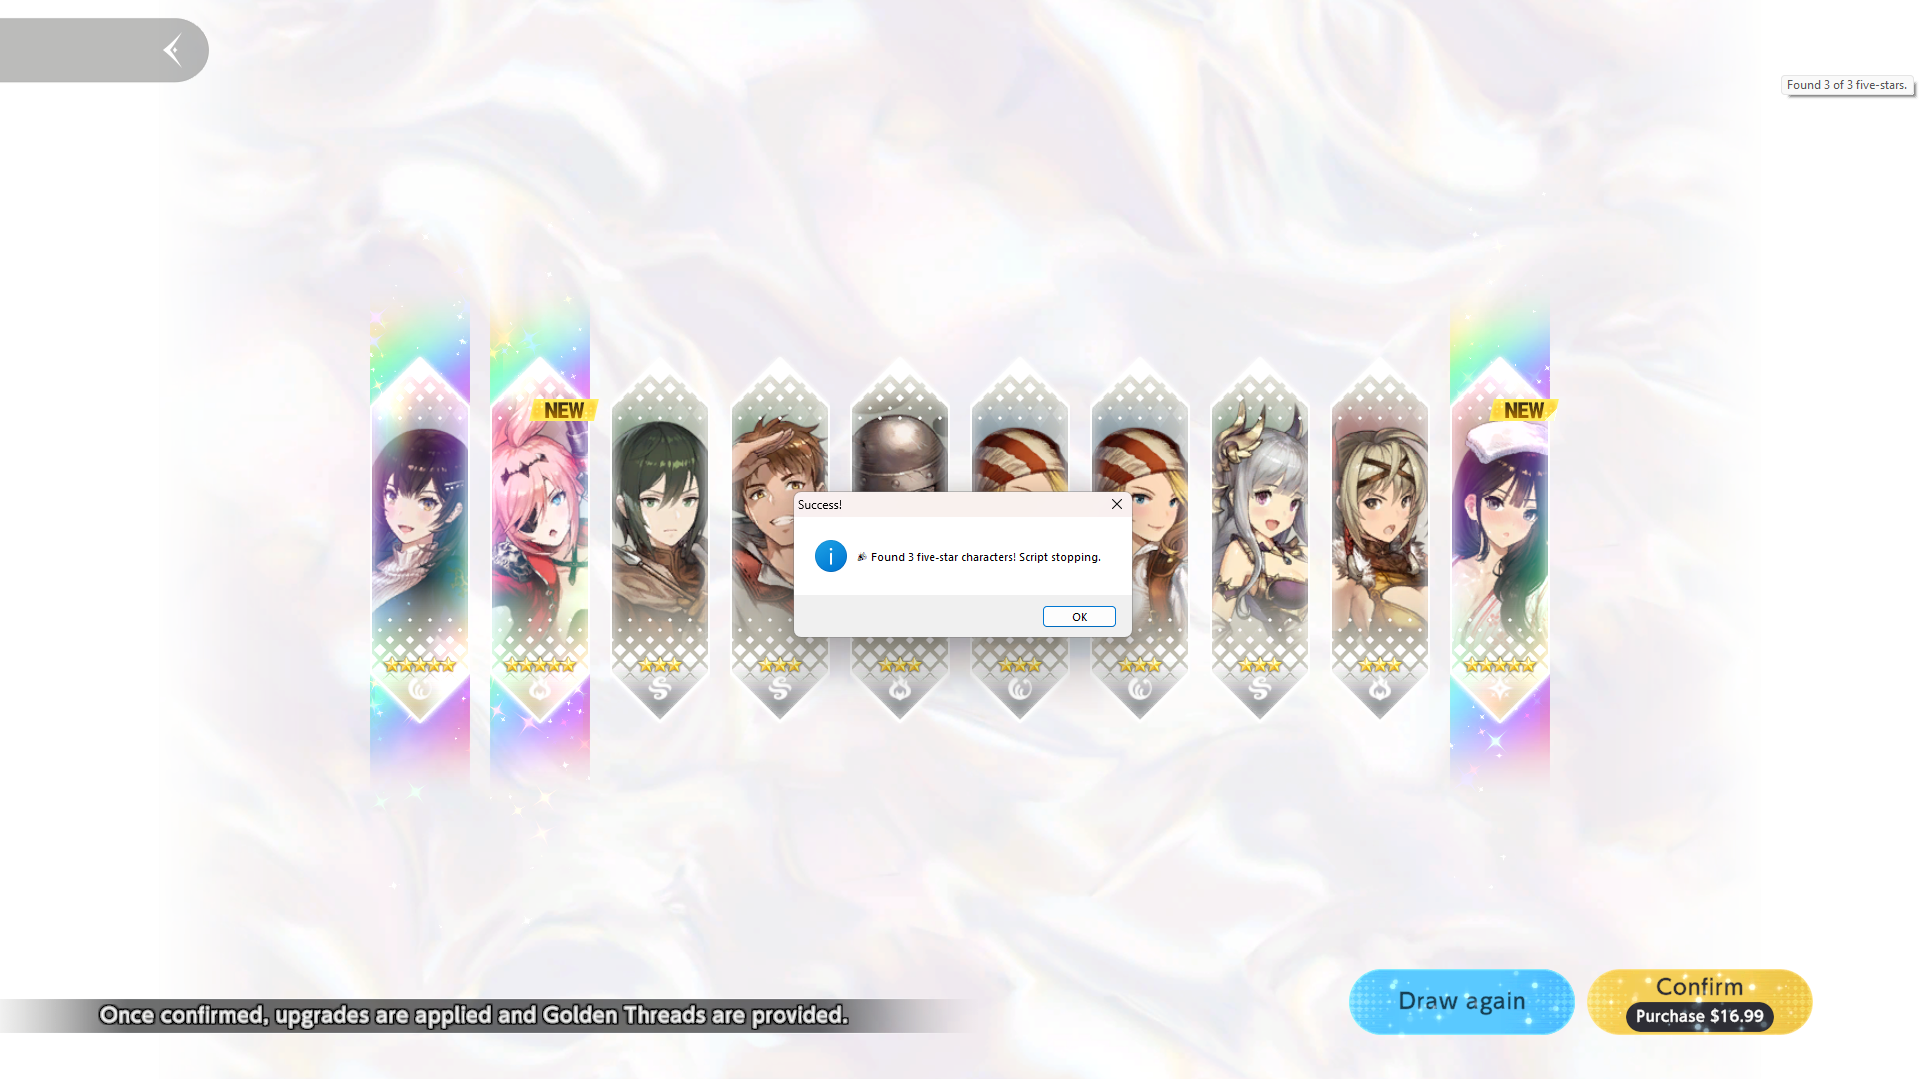 Found 3 of 3 five-stars.
NEW
NEW
Success!
Found 3 five-star characters! Script stopping.
OK
Once confirmed, upgrades are applied and Golden Threads are provided.
Draw again
Confirm
Purchase $16.99